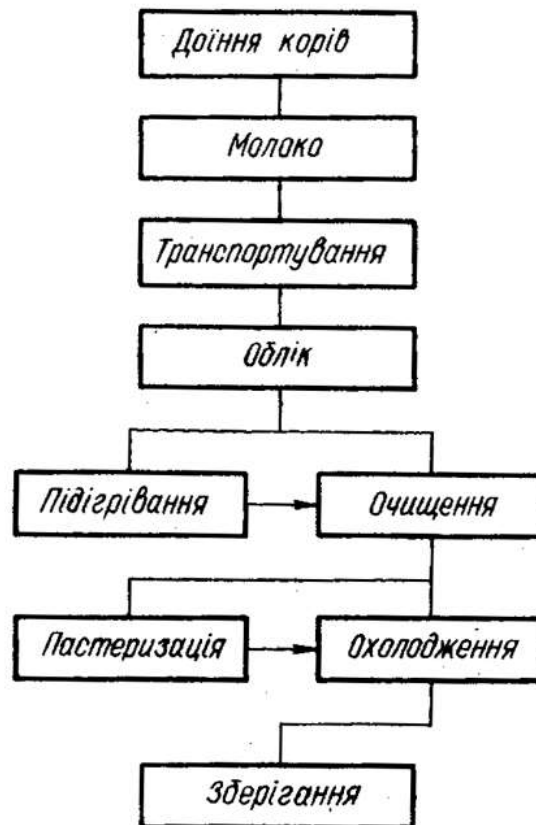 Доїння корів
Молоко
Транспортування
Облік
Підігрівання
Очищення
Пастеризація
Охолодження
Зберігання